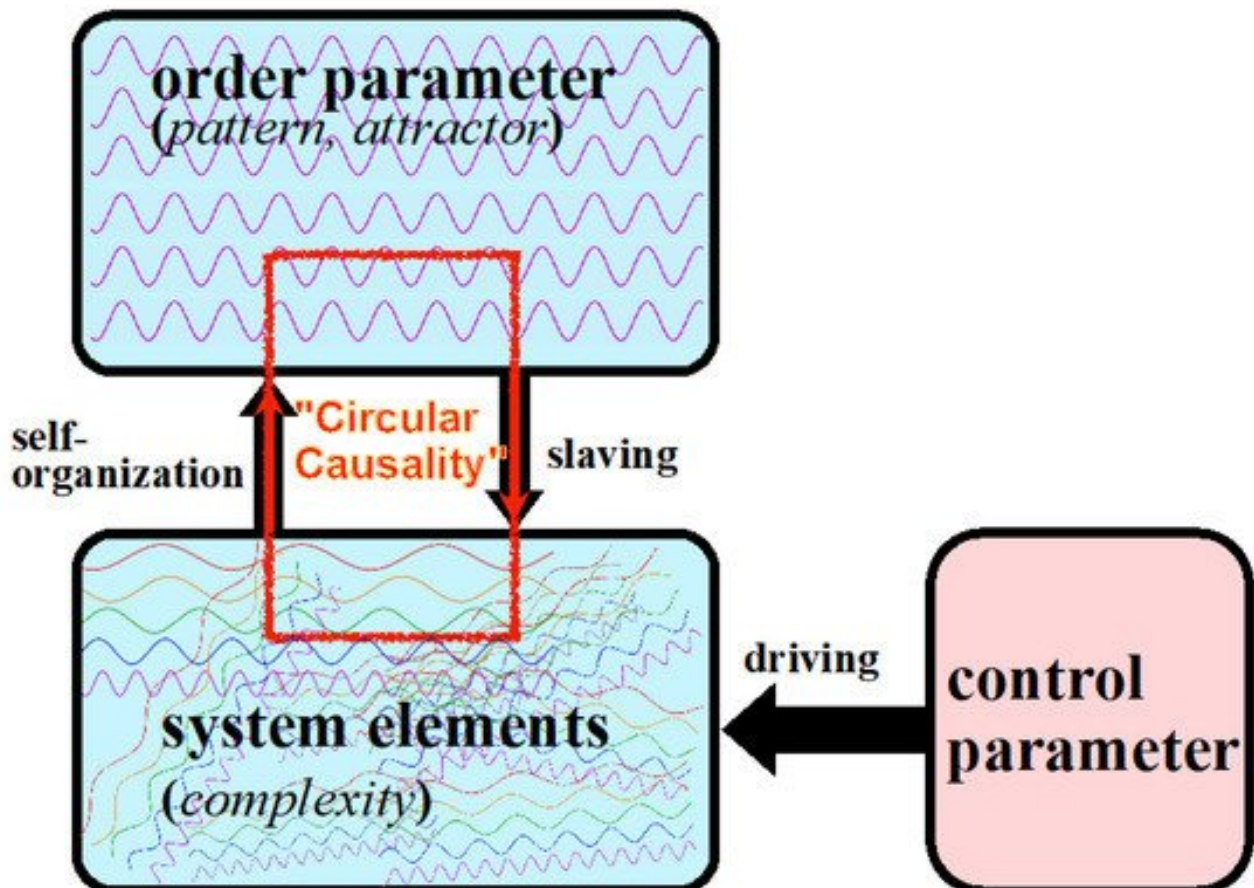 order parameter
(pattern, attractor)
self-
organization
"Circular
Causality"
slaving
system elements
(complexity)
driving
control
parameter